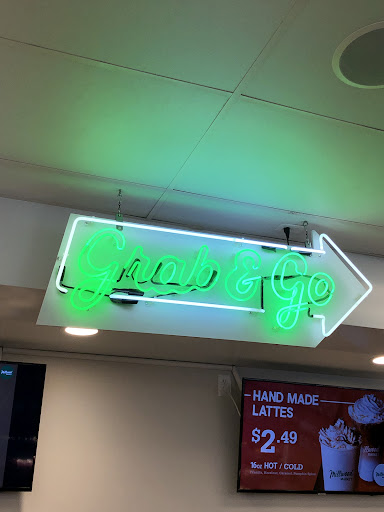 Grab & Go
HAND MADE
LATTES
$2.49
16oz HOT / COLD